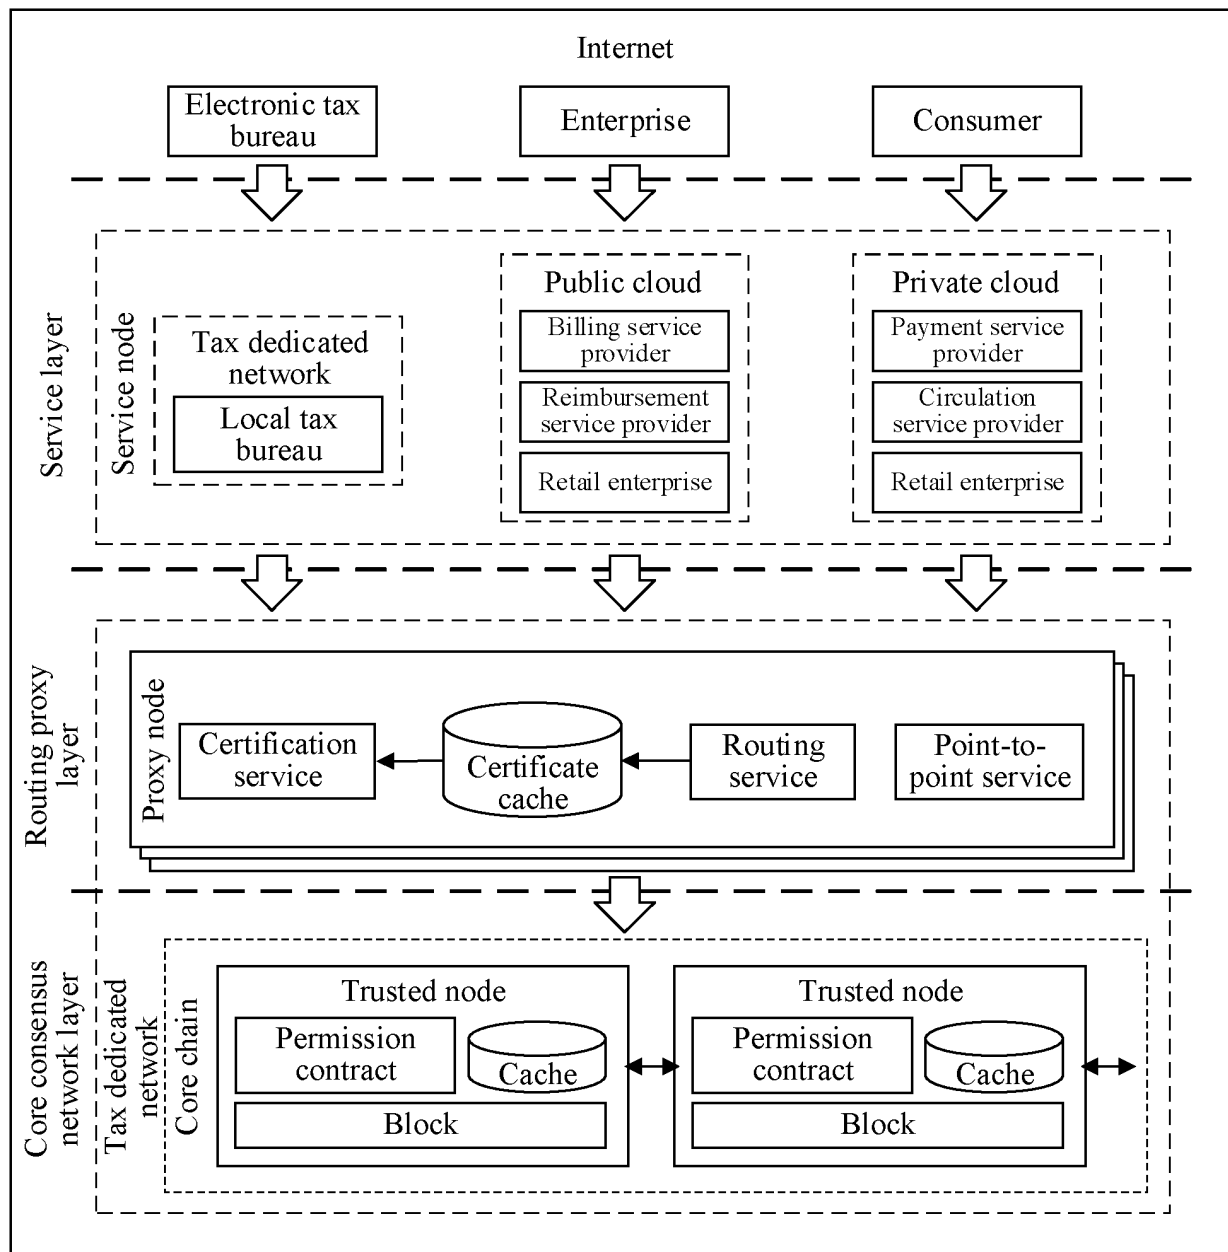 Internet
Electronic tax
bureau
Enterprise
Consumer
Service layer
Service node
Tax dedicated
network
Local tax
bureau
Public cloud
Billing service
provider
Reimbursement
service provider
Retail enterprise
Private cloud
Payment service
provider
Circulation
service provider
Retail enterprise
Routing proxy
layer
Proxy node
Certification
service
Certificate
cache
Routing
service
Point-to-
point service
Core consensus
network layer
Tax dedicated
network
Core chain
Trusted node
Permission
contract
Cache
Block
Trusted node
Permission
contract
Cache
Block